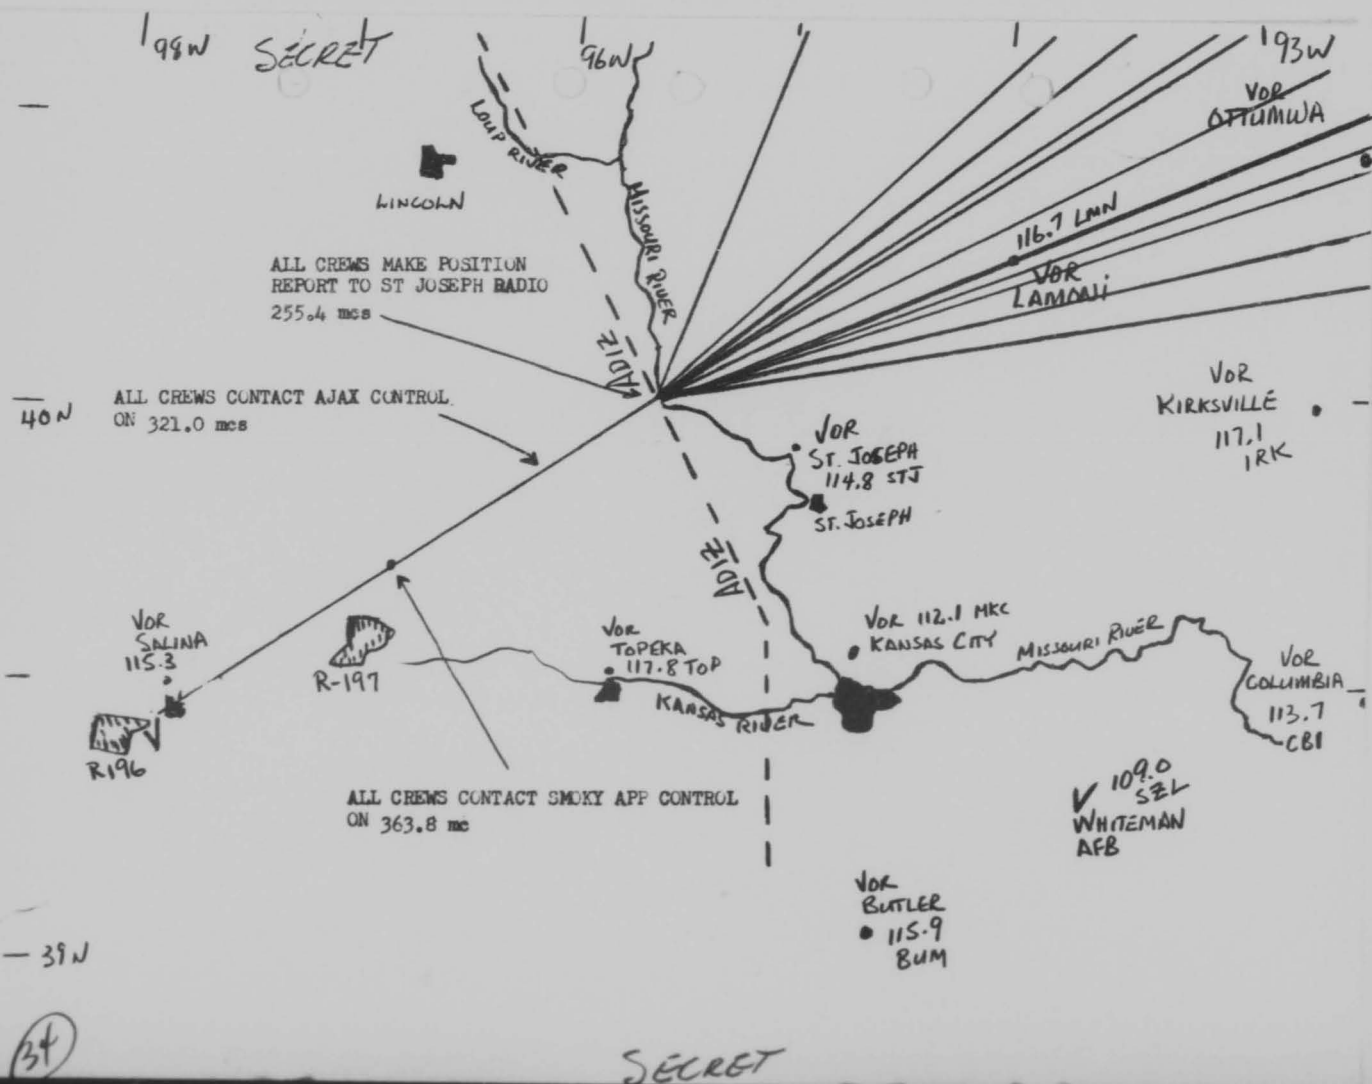 98W
SECRET
96W
93W
VOR
OTTUMWA
LOUP RIVER
LINCOLN
MISSOURI RIVER
116.7 LMN
VOR
LAMONI
ALL CREWS MAKE POSITION
REPORT TO ST JOSEPH RADIO
255.4 mcs
ADIZ
ALL CREWS CONTACT AJAX CONTROL
ON 321.0 mcs
40N
VOR
KIRKSVILLE
117.1
IRK
VOR
ST. JOSEPH
114.8 STJ
ST. JOSEPH
ADIZ
VOR
SALINA
115.3
R-197
VOR
TOPEKA
117.8 TOP
VOR 112.1 MKC
KANSAS CITY
MISSOURI RIVER
VOR
COLUMBIA
113.7
CBI
KANSAS RIVER
R196
ALL CREWS CONTACT SMOKY APP CONTROL
ON 363.8 mc
109.0
SZL
WHITEMAN
AFB
VOR
BUTLER
115.9
BUM
39N
34
SECRET